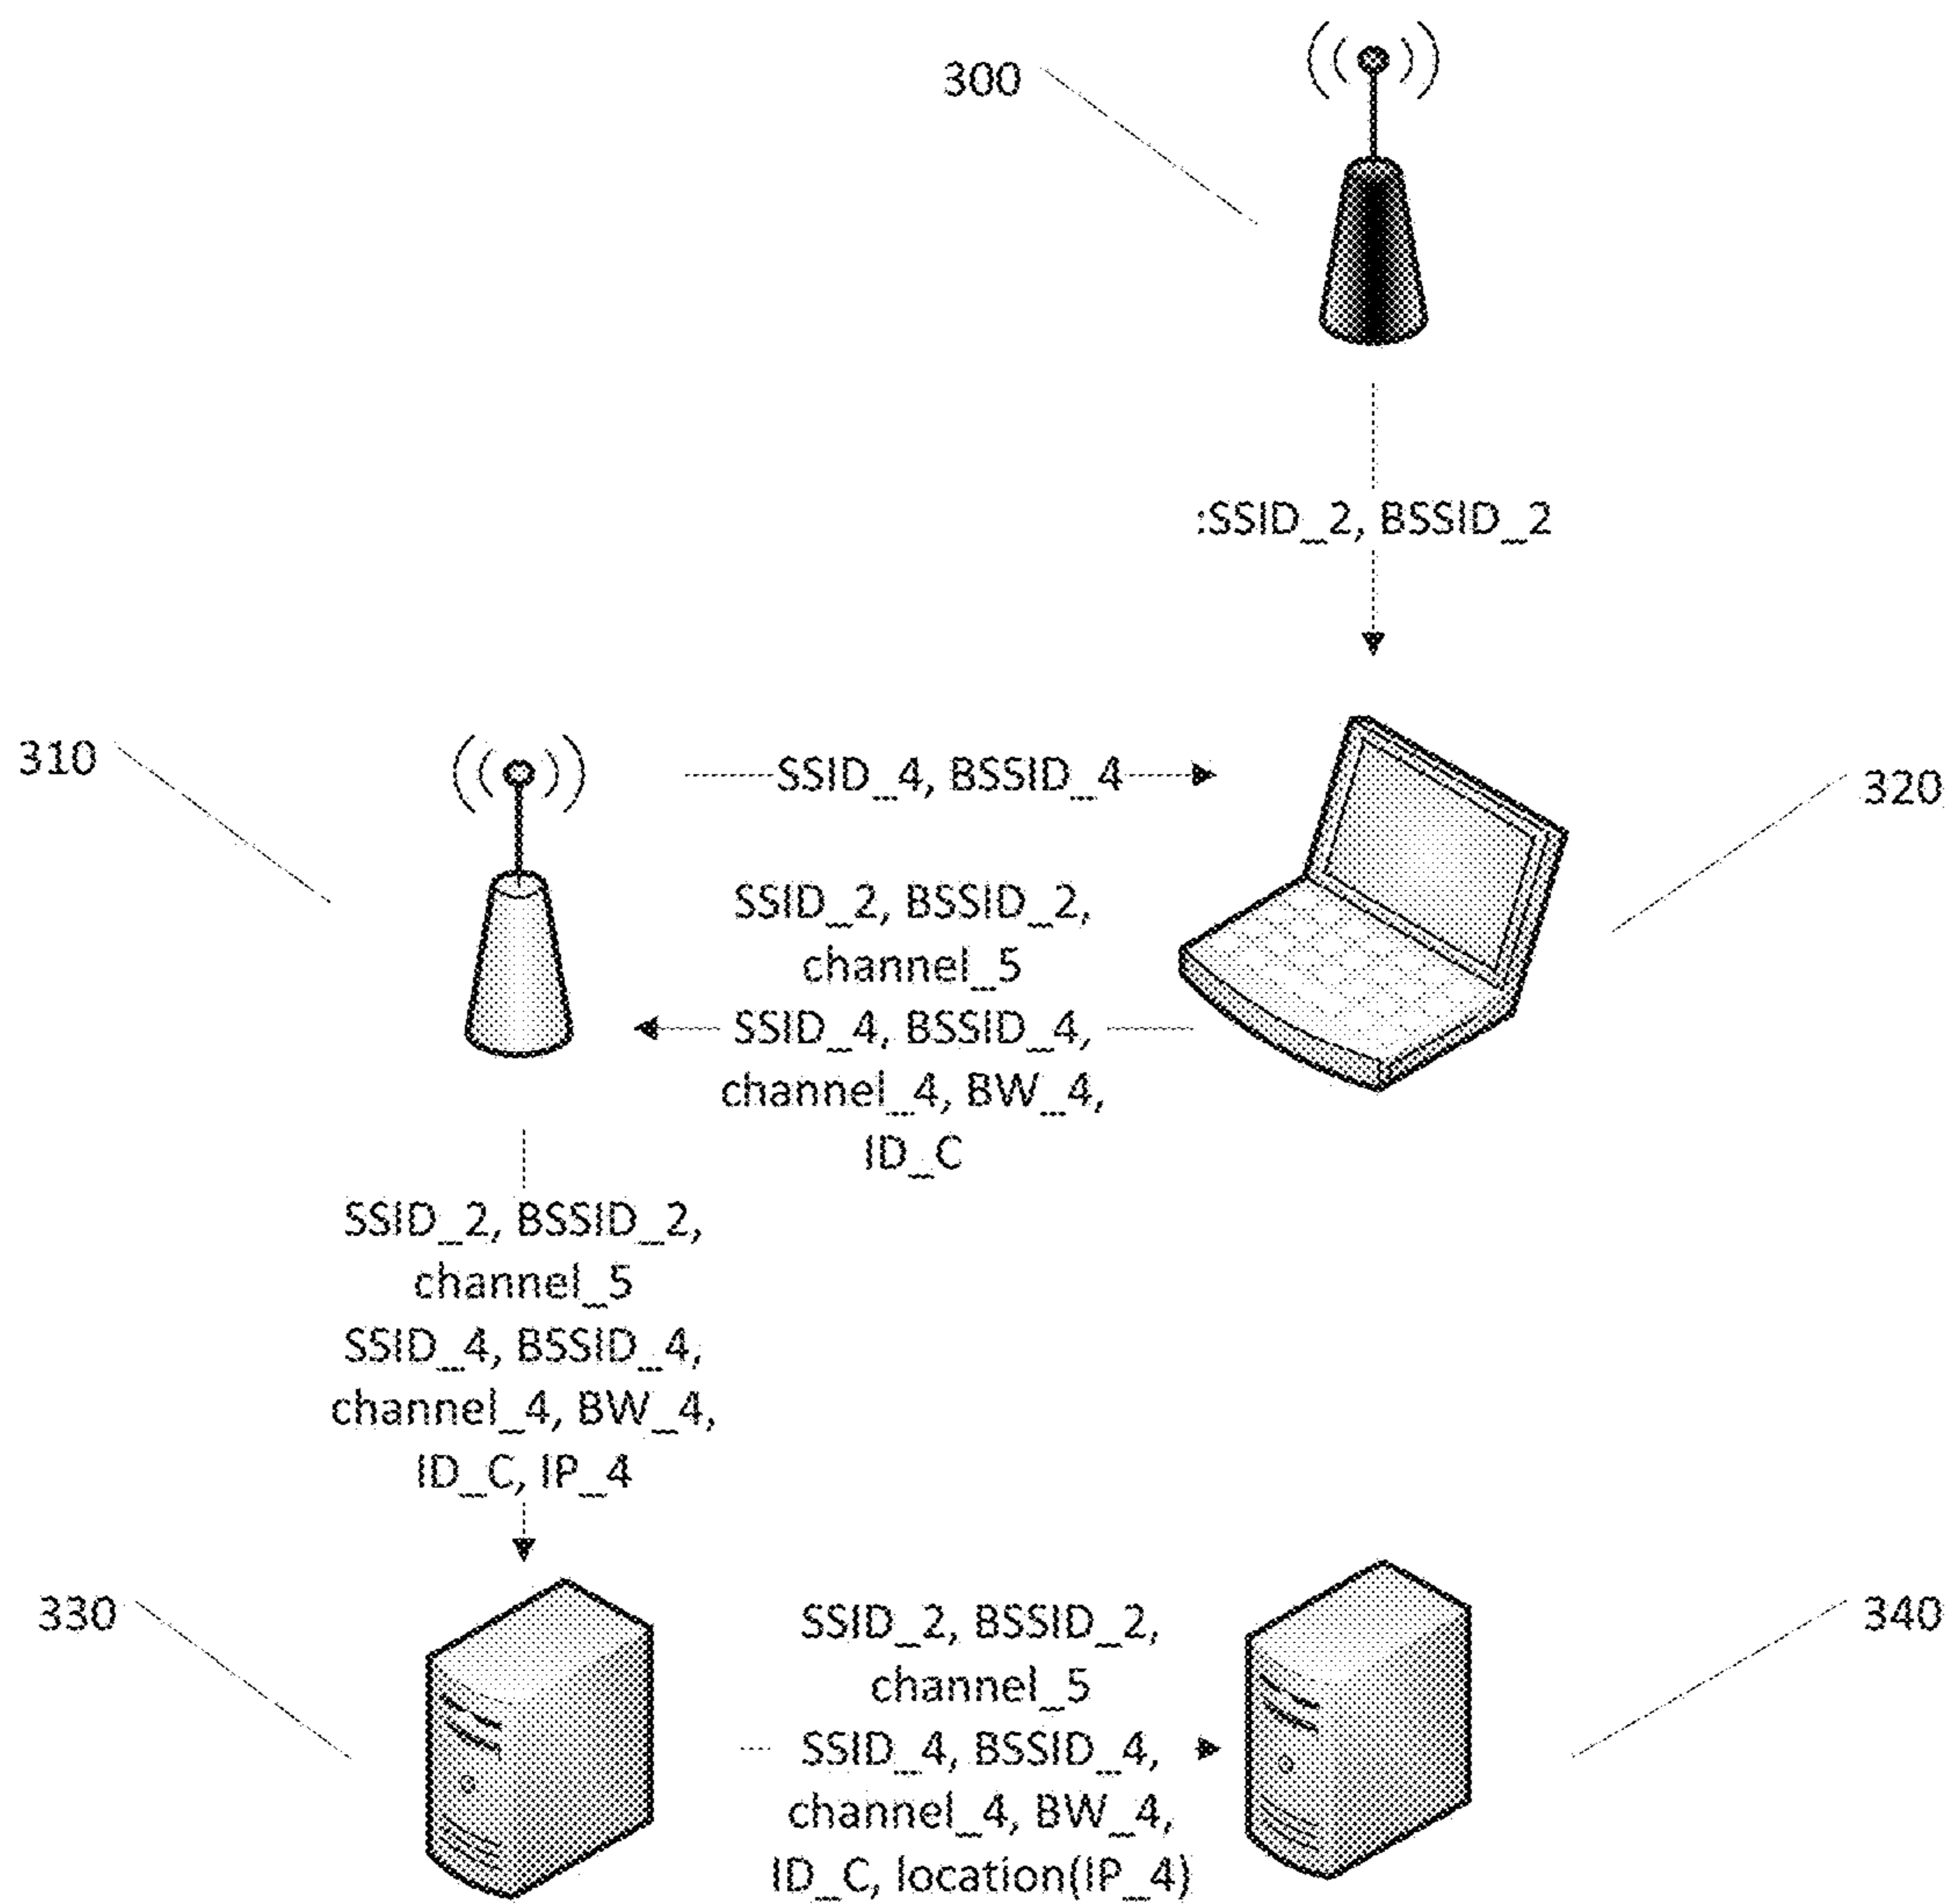 300
:SSID_2, BSSID_2
310
SSID_4, BSSID_4
320
SSID_2, BSSID_2,
channel_5
SSID_4, BSSID_4,
channel_4, BW_4,
ID_C
SSID_2, BSSID_2,
channel_5
SSID_4, BSSID_4,
channel_4, BW_4,
ID_C, IP_4
330
SSID_2, BSSID_2,
channel_5
SSID_4, BSSID_4,
channel_4, BW_4,
ID_C, location(IP_4)
340